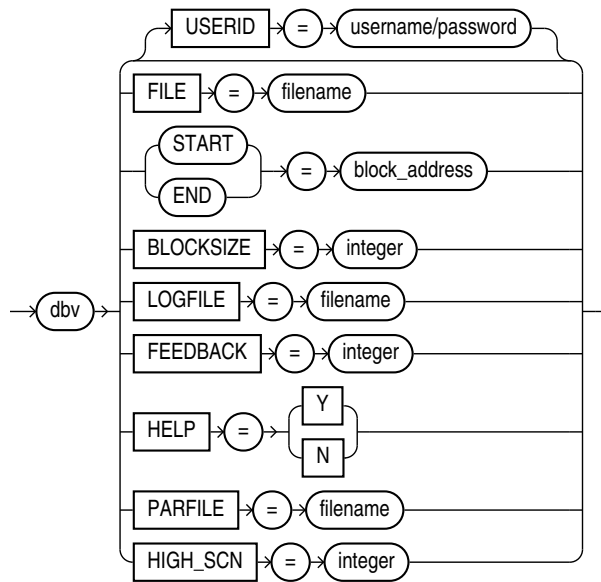 USERID = username/password
FILE = filename
START
= block_address
END
BLOCKSIZE = integer
dbv
LOGFILE = filename
FEEDBACK = integer
Y
HELP =
N
PARFILE = filename
HIGH_SCN = integer